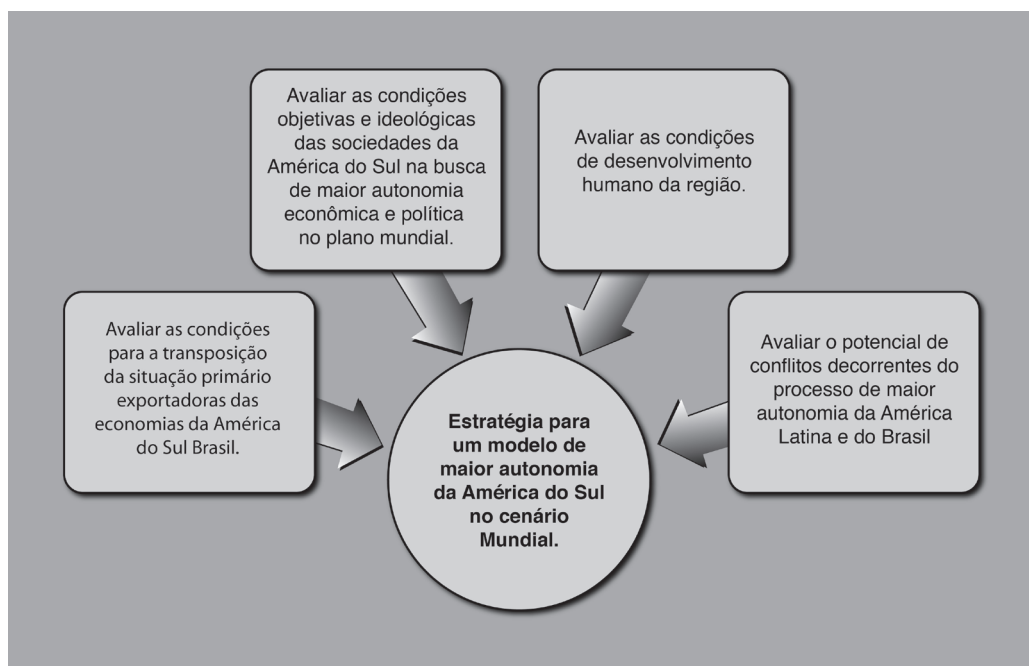 Avaliar as condições
objetivas e ideológicas
das sociedades da
América do Sul na busca
de maior autonomia
econômica e política
no plano mundial.
Avaliar as condições
de desenvolvimento
humano da região.
Avaliar as condições
para a transposição
da situação primário
exportadoras das
economias da América
do Sul Brasil.
Avaliar o potencial de
conflitos decorrentes do
processo de maior
autonomia da América
Latina e do Brasil
Estratégia para
um modelo de
maior autonomia
da América do Sul
no cenário
Mundial.